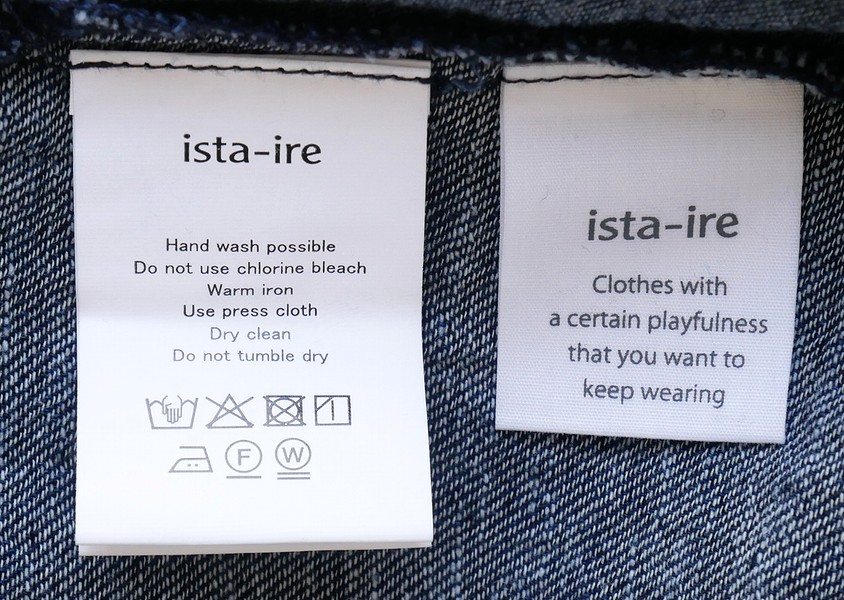 ista-ire
Hand wash possible
Do not use chlorine bleach
Warm iron
Use press cloth
Dry clean
Do not tumble dry
F W
ista-ire
Clothes with
a certain playfulness
that you want to
keep wearing